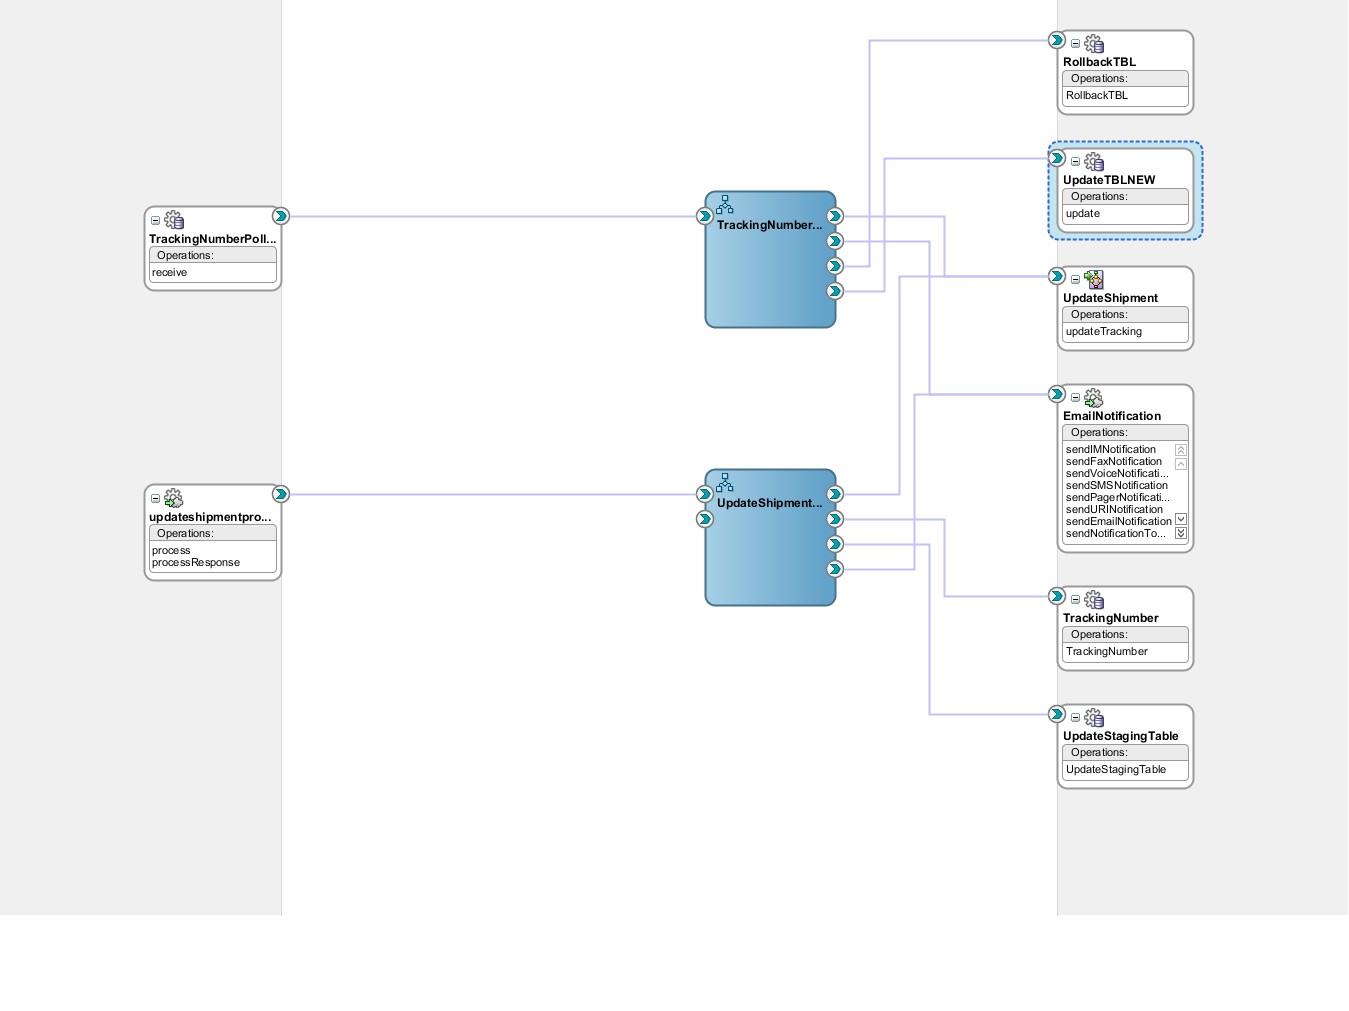 TrackingNumberPoll...
Operations:
receive
updateshipmentpro...
Operations:
process
processResponse
TrackingNumber...
UpdateShipment...
RollbackTBL
Operations:
RollbackTBL
UpdateTBLNEW
Operations:
update
UpdateShipment
Operations:
updateTracking
EmailNotification
Operations:
sendIMNotification
sendFaxNotification
sendVoiceNotificati...
sendSMSNotification
sendPagerNotificati...
sendURINotification
sendEmailNotification
sendNotificationTo...
TrackingNumber
Operations:
TrackingNumber
UpdateStagingTable
Operations:
UpdateStagingTable